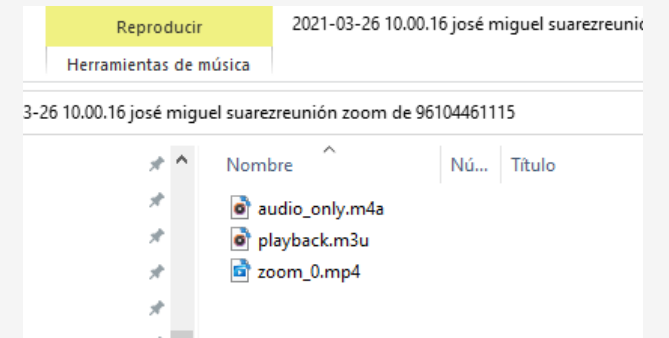 Reproducir
2021-03-26 10.00.16 josé miguel suarezreunió
Herramientas de música
3-26 10.00.16 josé miguel suarezreunión zoom de 96104461115
Nombre
Nú...
Título
audio_only.m4a
playback.m3u
zoom_0.mp4